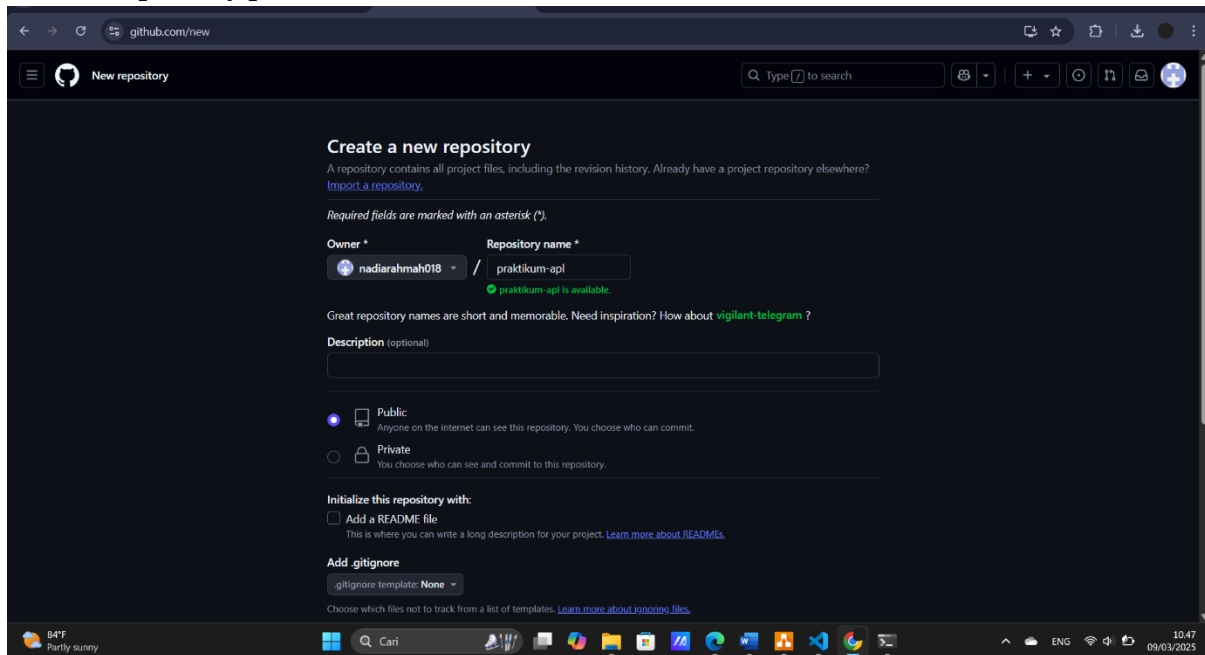 github.com/new
New repository
Type / to search
Create a new repository
A repository contains all project files, including the revision history. Already have a project repository elsewhere?
Import a repository.
Required fields are marked with an asterisk (*).
Owner * Repository name *
nadiarahmah018 / praktikum-apl
praktikum-apl is available.
Great repository names are short and memorable. Need inspiration? How about vigilant-telegram ?
Description (optional)
Public
Anyone on the internet can see this repository. You choose who can commit.
Private
You choose who can see and commit to this repository.
Initialize this repository with:
Add a README file
This is where you can write a long description for your project. Learn more about READMEs.
Add .gitignore
.gitignore template: None
Choose which files not to track from a list of templates. Learn more about ignoring files.
84°F
Partly sunny
Cari
ENG
10.47
09/03/2025